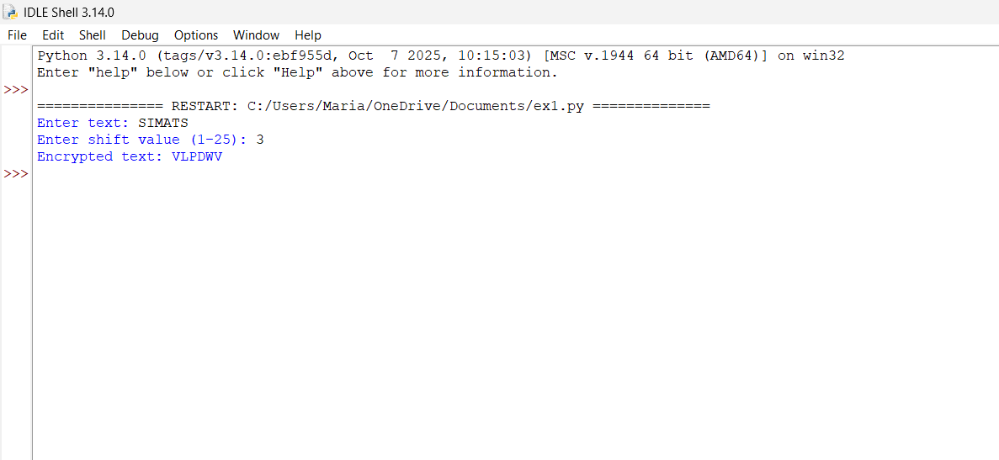 IDLE Shell 3.14.0
File Edit Shell Debug Options Window Help
Python 3.14.0 (tags/v3.14.0:ebf955d, Oct  7 2025, 10:15:03) [MSC v.1944 64 bit (AMD64)] on win32
Enter "help" below or click "Help" above for more information.
>>>
=============== RESTART: C:/Users/Maria/OneDrive/Documents/ex1.py ==============
Enter text: SIMATS
Enter shift value (1-25): 3
Encrypted text: VLPDWV
>>>